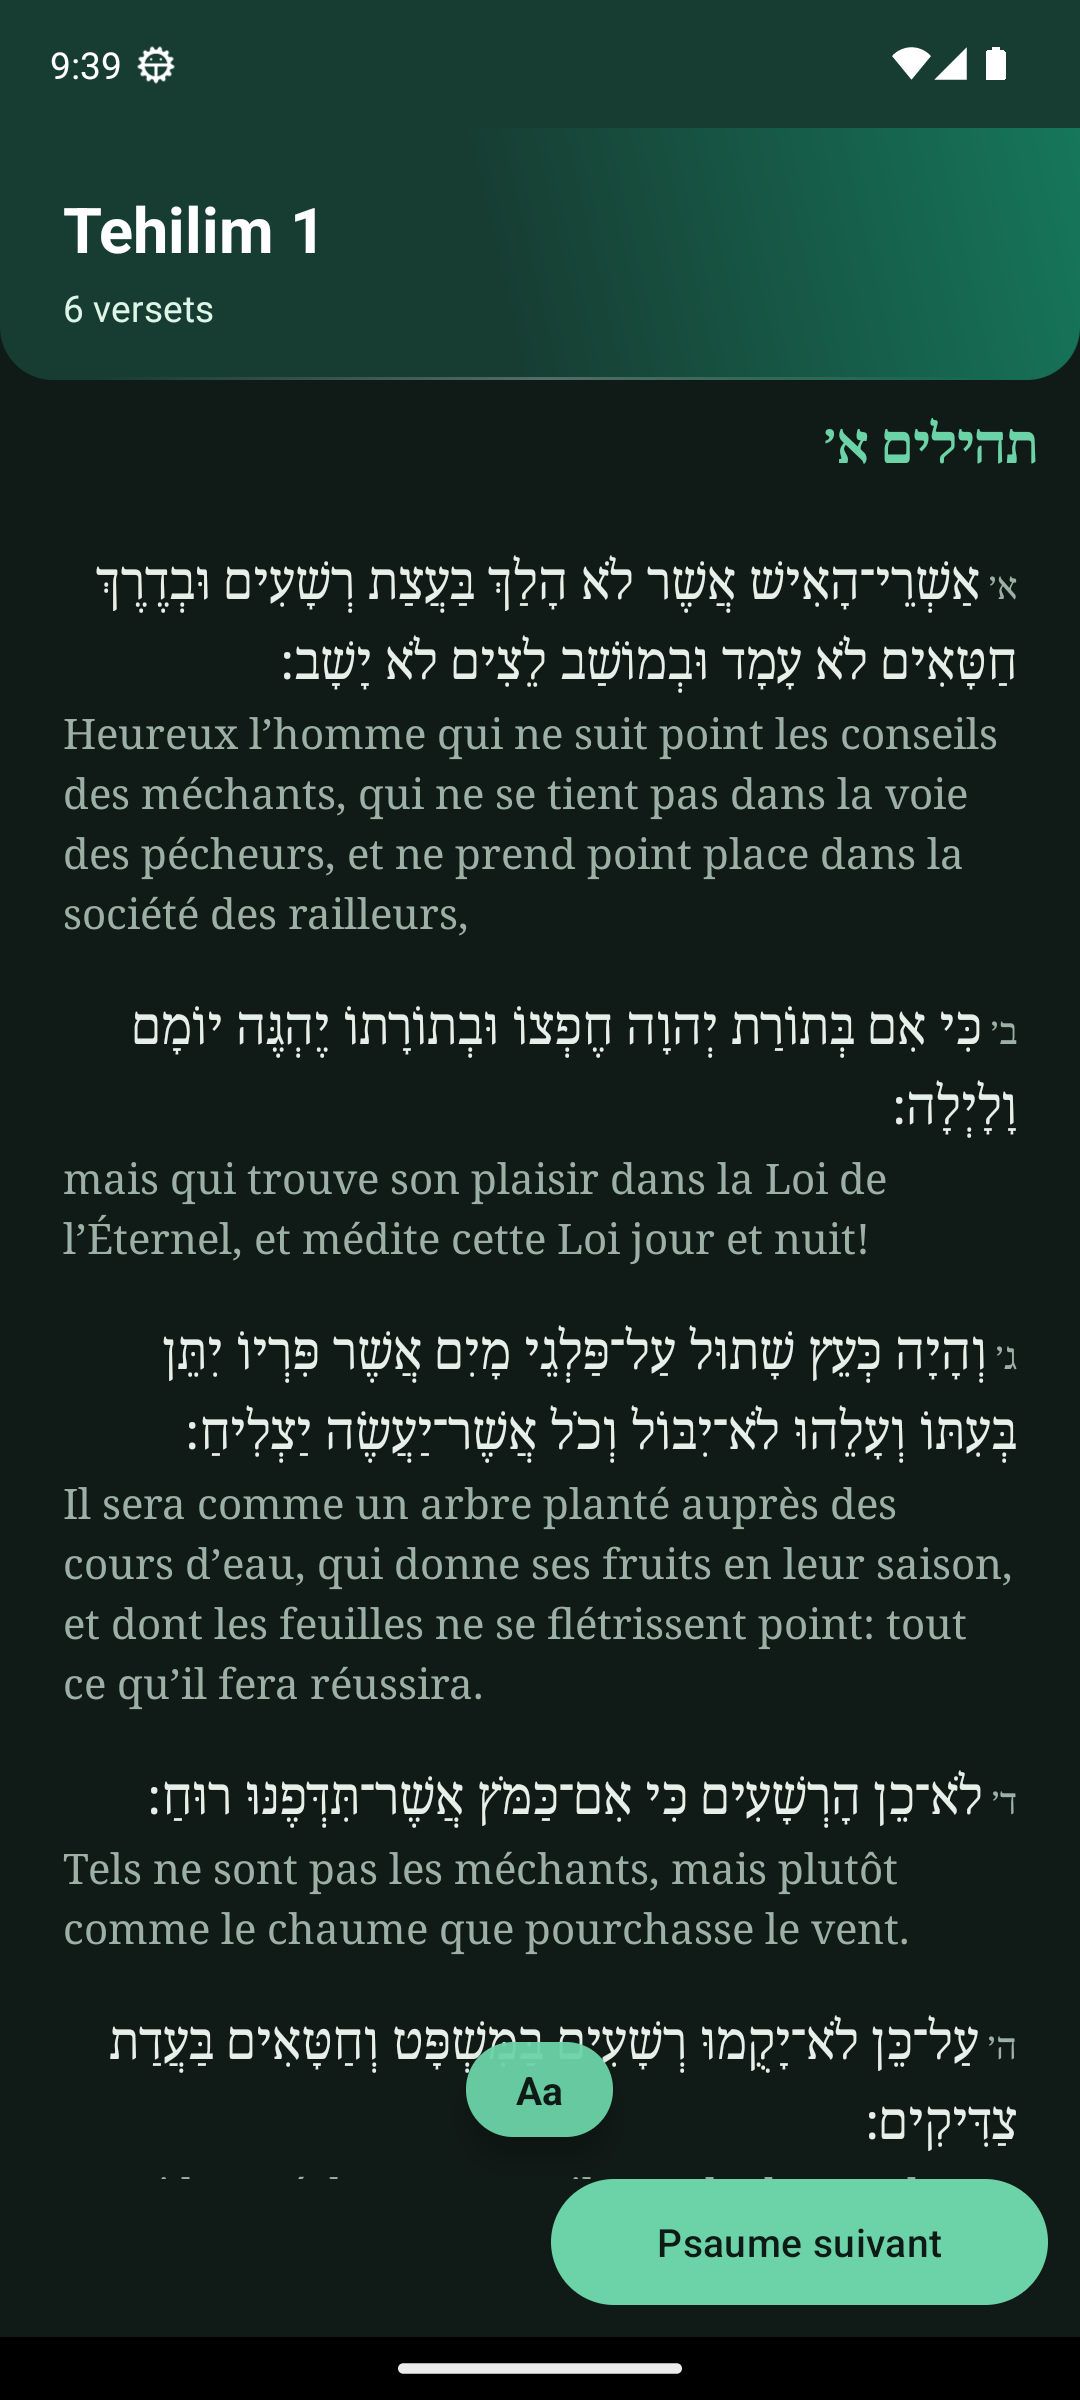 9:39
Tehilim 1
6 versets
תהילים א’
א’ אַשְׁרֵי־הָאִישׁ אֲשֶׁר לֹא הָלַךְ בַּעֲצַת רְשָׁעִים וּבְדֶרֶךְ
חַטָּאִים לֹא עָמָד וּבְמוֹשַׁב לֵצִים לֹא יָשָׁב׃
Heureux l’homme qui ne suit point les conseils
des méchants, qui ne se tient pas dans la voie
des pécheurs, et ne prend point place dans la
société des railleurs,
ב’ כִּי אִם בְּתוֹרַת יְהוָה חֶפְצוֹ וּבְתוֹרָתוֹ יֶהְגֶּה יוֹמָם
וָלָיְלָה׃
mais qui trouve son plaisir dans la Loi de
l’Éternel, et médite cette Loi jour et nuit!
ג’ וְהָיָה כְּעֵץ שָׁתוּל עַל־פַּלְגֵי מָיִם אֲשֶׁר פִּרְיוֹ יִתֵּן
בְּעִתּוֹ וְעָלֵהוּ לֹא־יִבּוֹל וְכֹל אֲשֶׁר־יַעֲשֶׂה יַצְלִיחַ׃
Il sera comme un arbre planté auprès des
cours d’eau, qui donne ses fruits en leur saison,
et dont les feuilles ne se flétrissent point: tout
ce qu’il fera réussira.
ד’ לֹא־כֵן הָרְשָׁעִים כִּי אִם־כַּמֹּץ אֲשֶׁר־תִּדְּפֶנּוּ רוּחַ׃
Tels ne sont pas les méchants, mais plutôt
comme le chaume que pourchasse le vent.
ה’ עַל־כֵּן לֹא־יָקֻמוּ רְשָׁעִים בַּמִּשְׁפָּט וְחַטָּאִים בַּעֲדַת
צַדִּיקִים׃
Aa
Psaume suivant